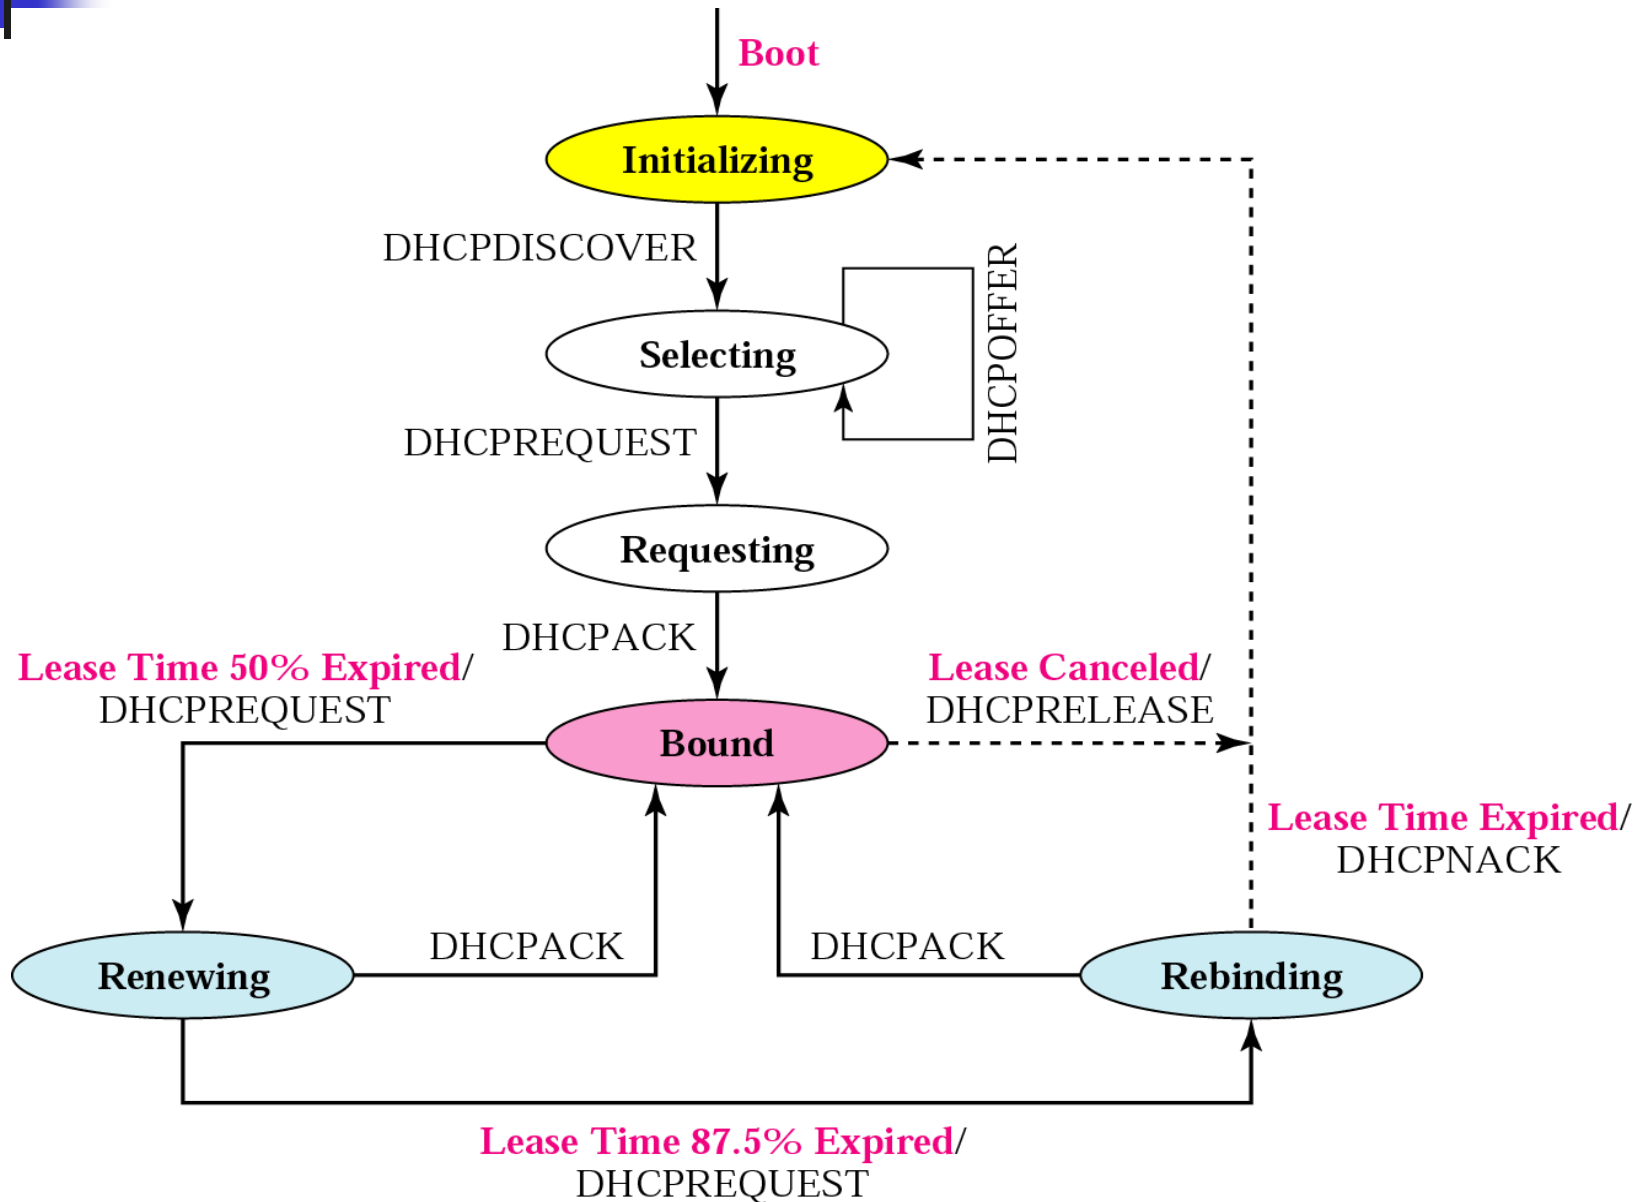 Boot
Initializing
DHCPDISCOVER
DHCPOFFER
Selecting
DHCPREQUEST
Requesting
DHCPACK
Lease Time 50% Expired/
DHCPREQUEST
Lease Canceled/
DHCPRELEASE
Bound
Lease Time Expired/
DHCPNACK
DHCPACK
DHCPACK
Renewing
Rebinding
Lease Time 87.5% Expired/
DHCPREQUEST